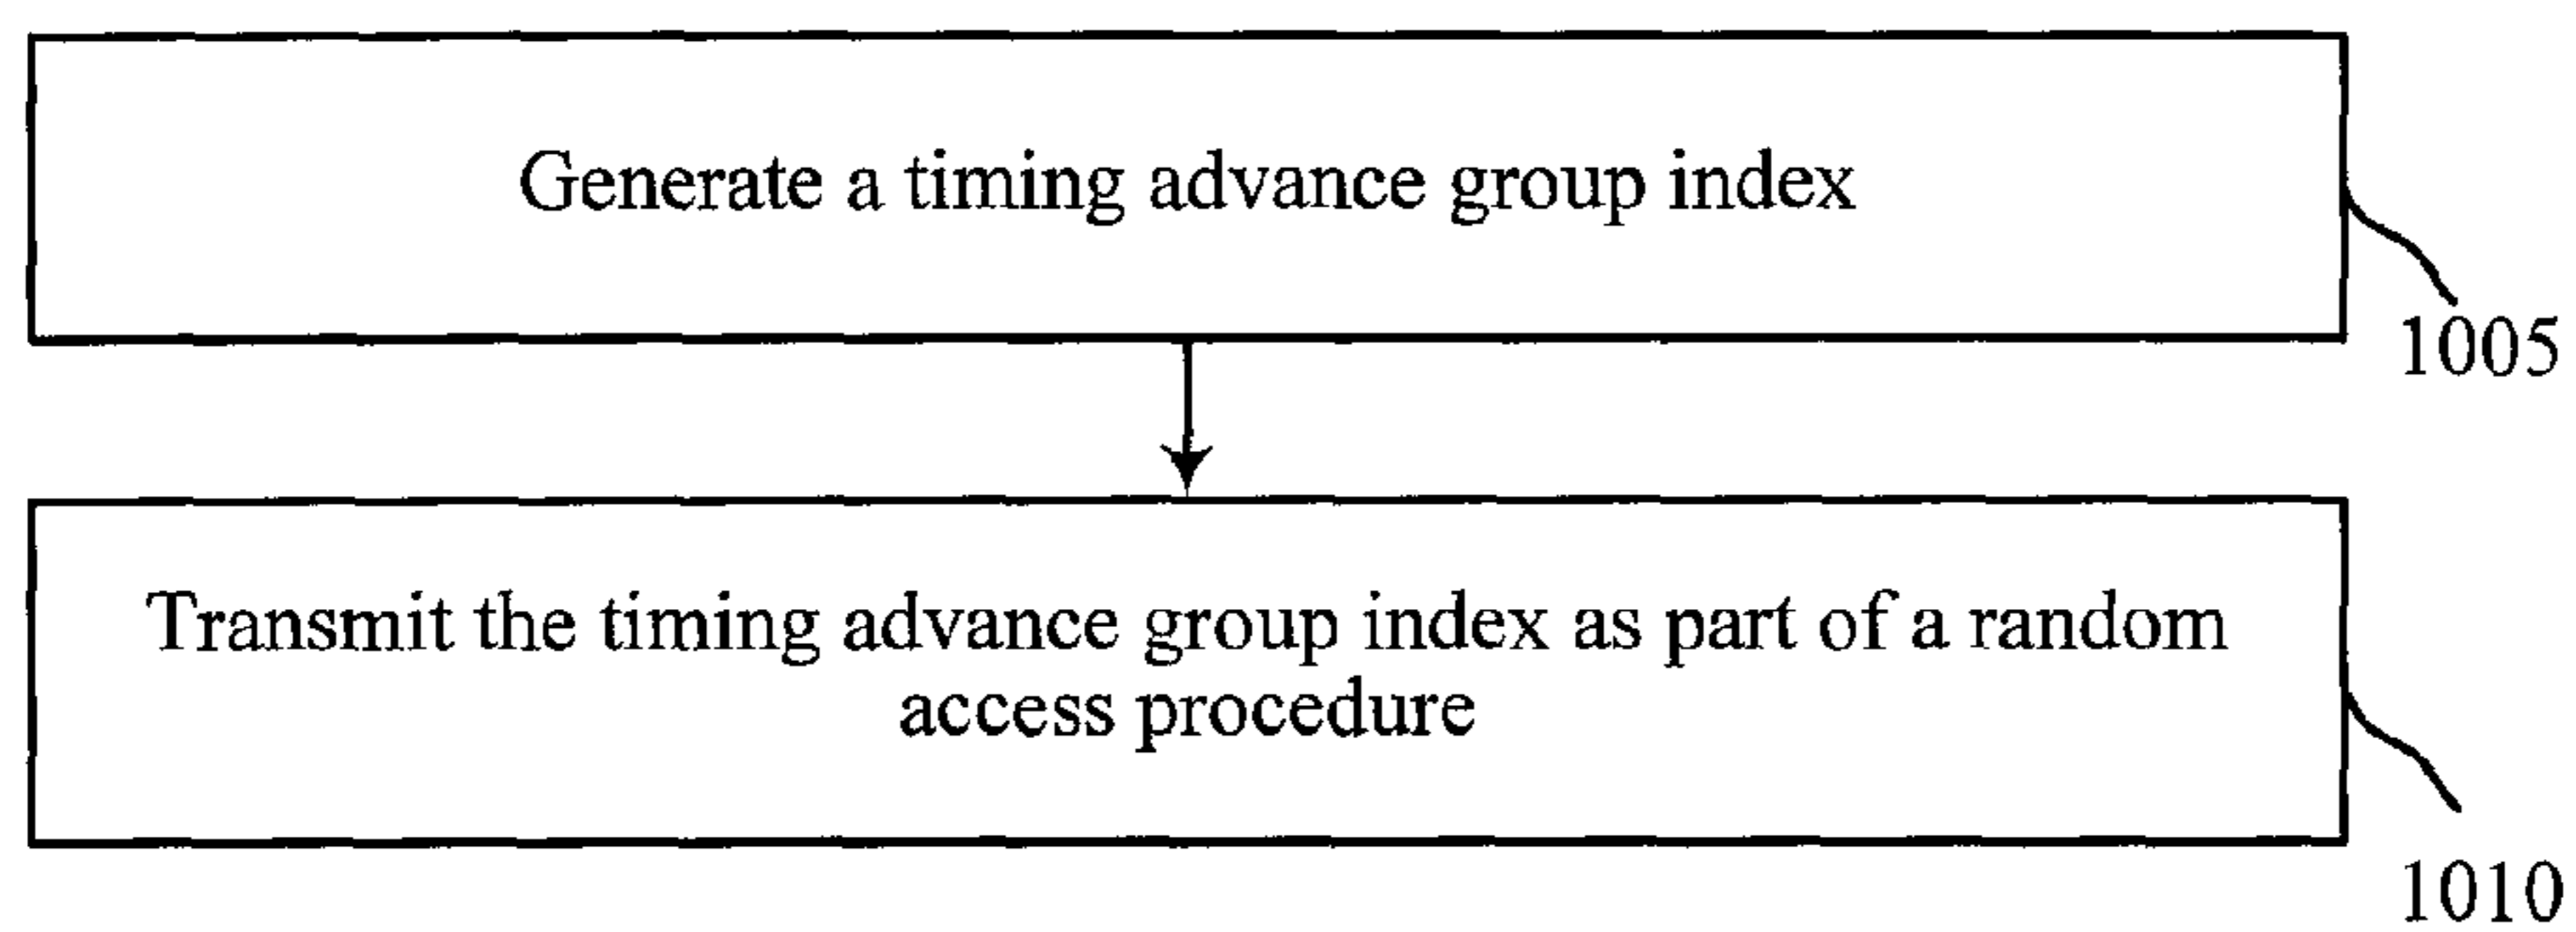 Generate a timing advance group index
1005
Transmit the timing advance group index as part of a random
access procedure
1010